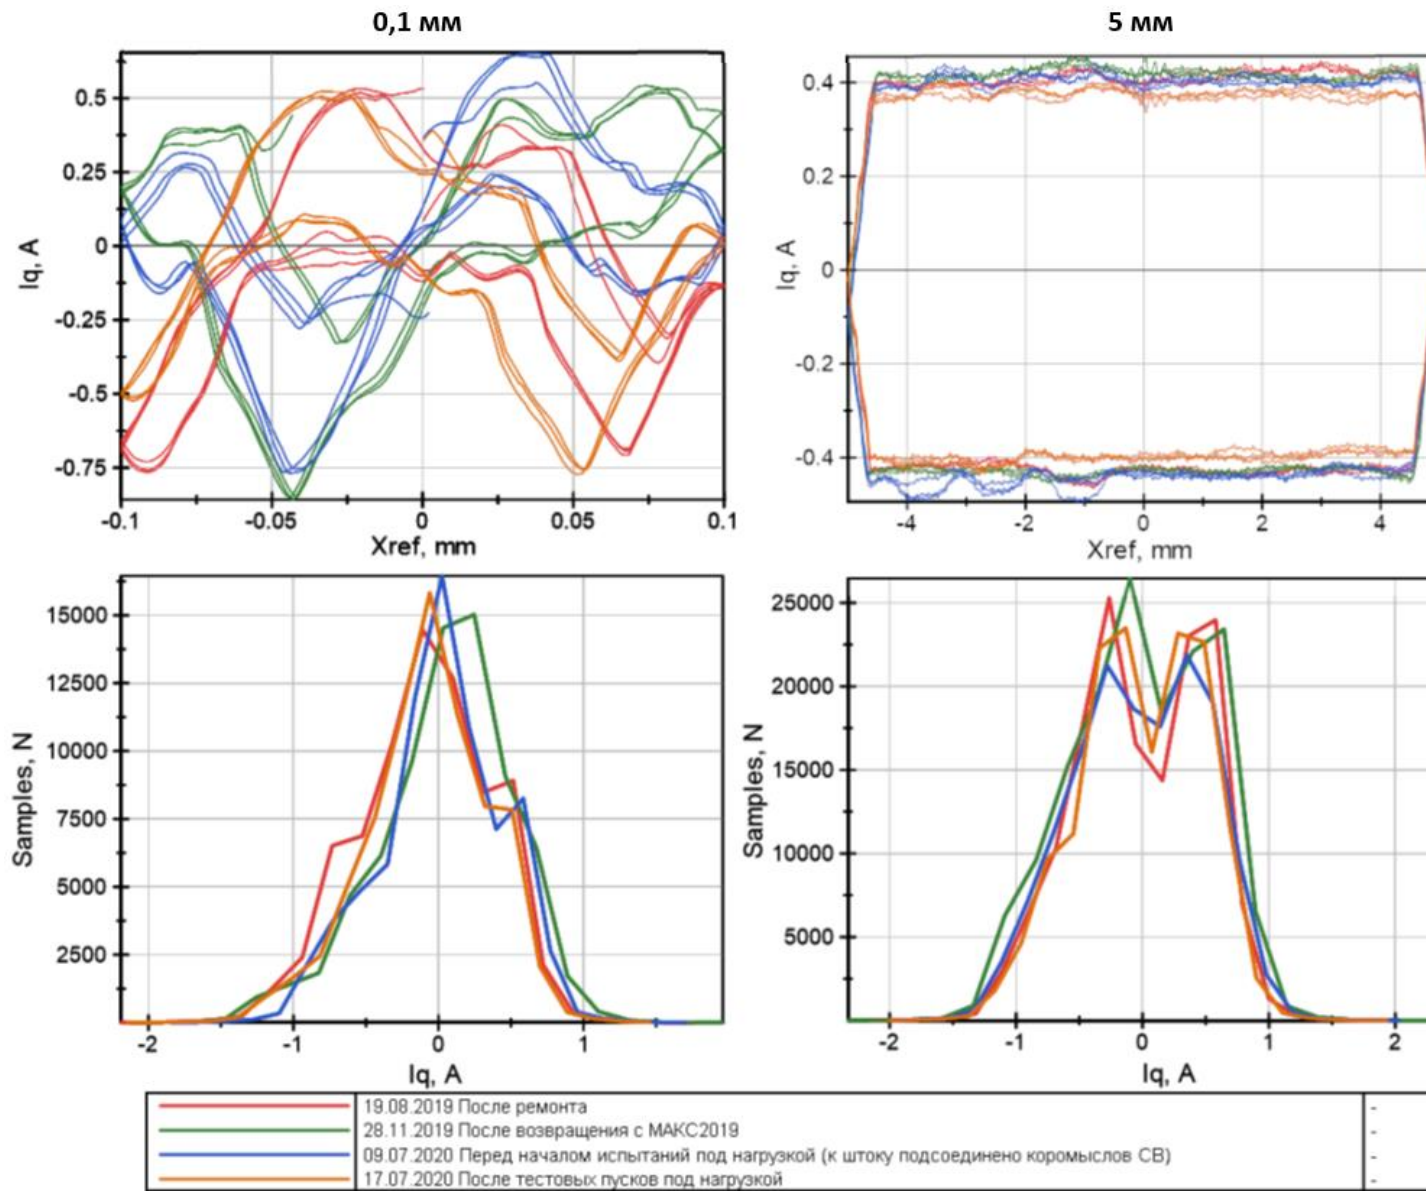 0,1 мм
5 мм
0.5
0.25
0
-0.25
-0.5
-0.75
Iq, A
-0.1
-0.05
0
0.05
0.1
Xref, mm
0.4
0.2
0
-0.2
-0.4
Iq, A
-4
-2
0
2
4
Xref, mm
15000
12500
10000
7500
5000
2500
Samples, N
-2
-1
0
1
Iq, A
25000
20000
15000
10000
5000
Samples, N
-2
-1
0
1
2
Iq, A
19.08.2019 После ремонта -
28.11.2019 После возвращения с МАКС2019 -
09.07.2020 Перед началом испытаний под нагрузкой (к штоку подсоединено коромыслов СВ) -
17.07.2020 После тестовых пусков под нагрузкой -